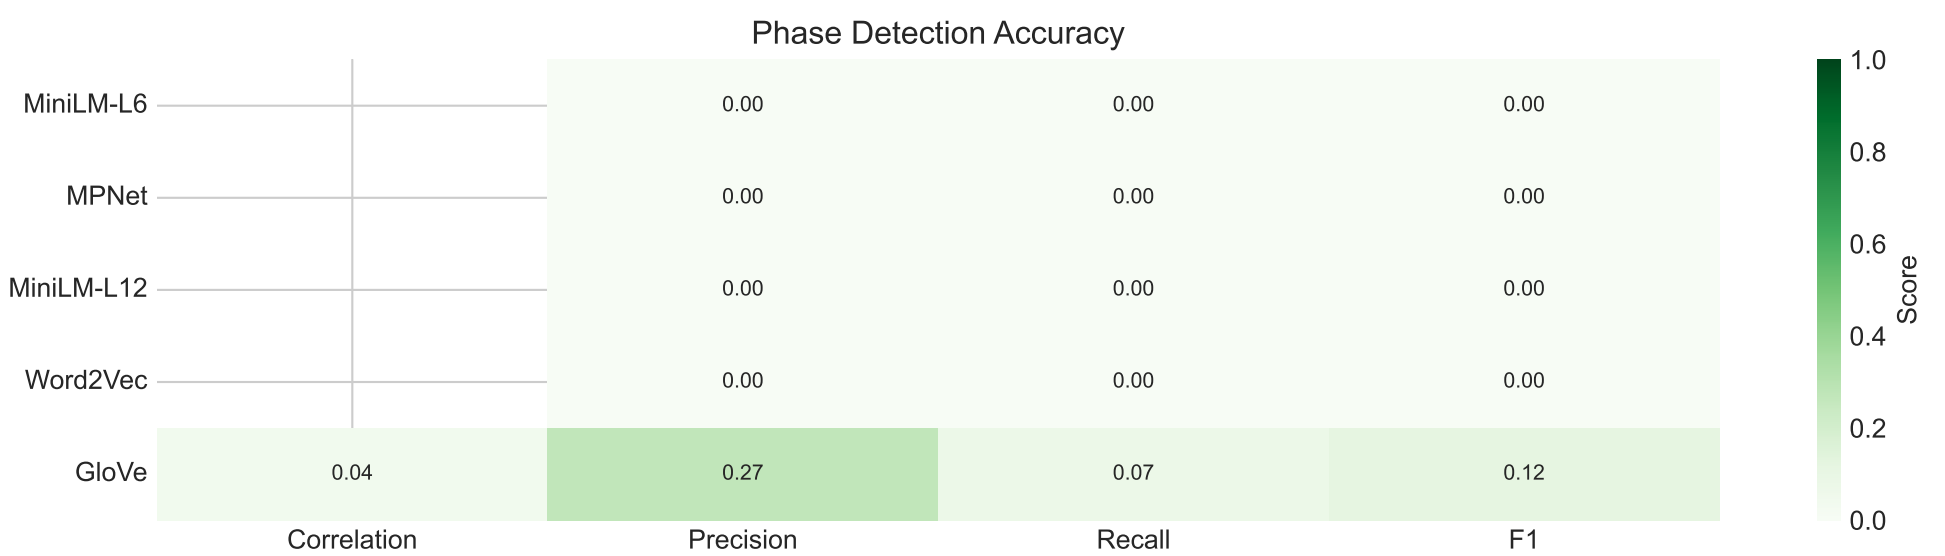 Phase Detection Accuracy
MiniLM-L6 0.00 0.00 0.00
MPNet 0.00 0.00 0.00
MiniLM-L12 0.00 0.00 0.00
Word2Vec 0.00 0.00 0.00
GloVe 0.04 0.27 0.07 0.12
Correlation Precision Recall F1
1.0
0.8
0.6
0.4
0.2
0.0
Score